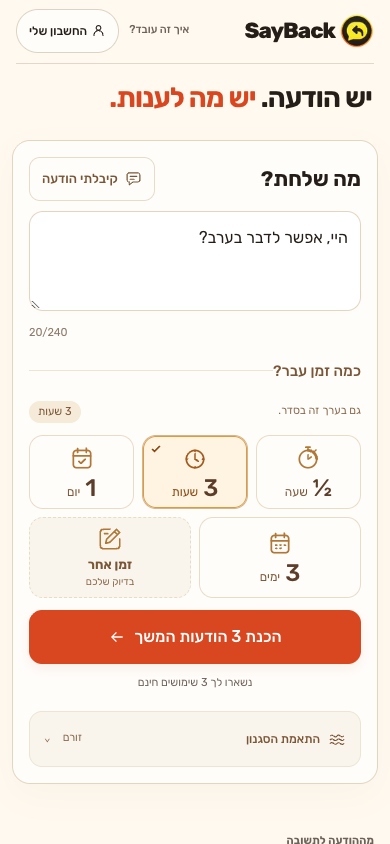 SayBack
איך זה עובד?
החשבון שלי
יש הודעה. יש מה לענות.
מה שלחת?
קיבלתי הודעה
היי, אפשר לדבר בערב?
20/240
כמה זמן עבר?
גם בערך זה בסדר.
3 שעות
½ שעה
3 שעות
1 יום
3 ימים
זמן אחר
בדיוק שלכם
הכנת 3 הודעות המשך ←
נשארו לך 3 שימושים חינם
התאמת הסגנון
זורם
מההודעה לתשובה